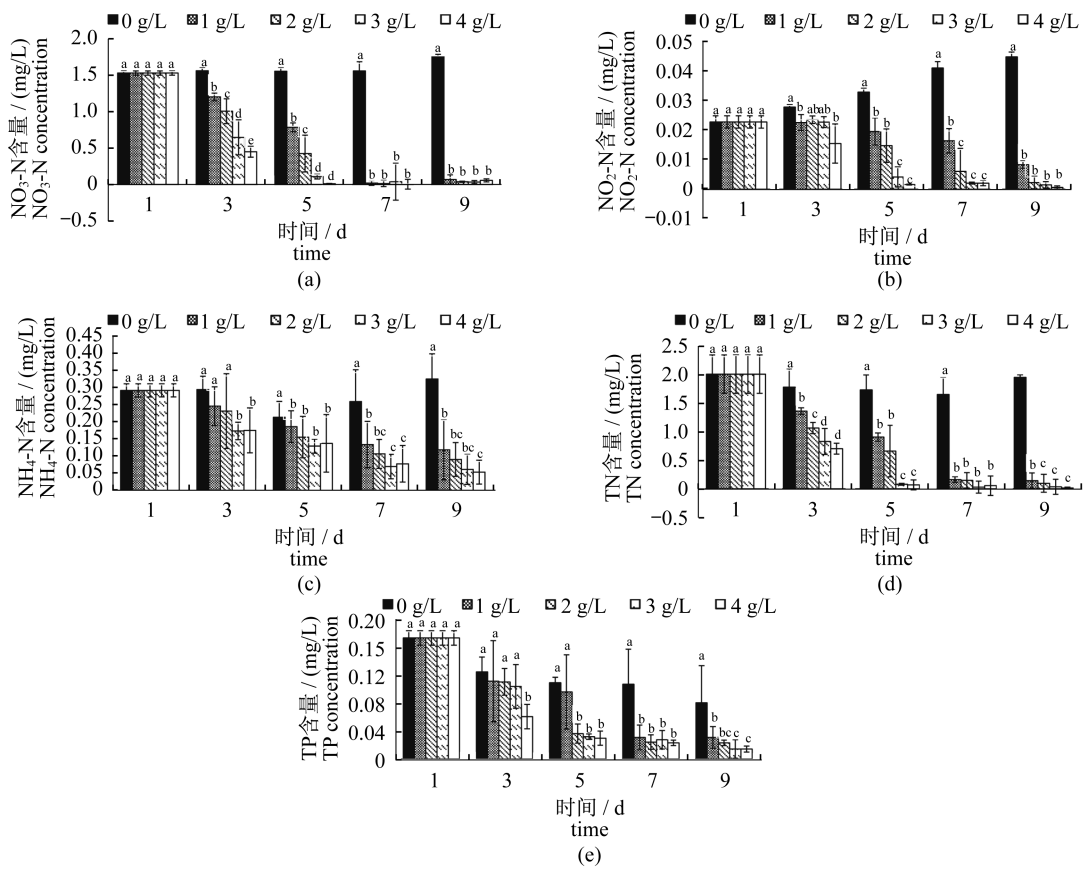 0 g/L 1 g/L 2 g/L 3 g/L 4 g/L
NO₃-N含量 / (mg/L)
NO₃-N concentration
2.0
1.5
1.0
0.5
0
−0.5
a a a a a
a b c d e
a b c d d
a b b b b
a b b b b
1 3 5 7 9
时间 / d
time
(a)
0 g/L 1 g/L 2 g/L 3 g/L 4 g/L
NO₂-N含量 / (mg/L)
NO₂-N concentration
0.05
0.04
0.03
0.02
0.01
0
−0.01
a a a a a
a b ab ab c
a b b c c
a b c c c
a b b b b
1 3 5 7 9
时间 / d
time
(b)
0 g/L 1 g/L 2 g/L 3 g/L 4 g/L
NH₄-N含量 / (mg/L)
NH₄-N concentration
0.45
0.40
0.35
0.30
0.25
0.20
0.15
0.10
0.05
0
a a a a a
a a a b b
a b b b b
a b bc c c
a b bc bc c
1 3 5 7 9
时间 / d
time
(c)
0 g/L 1 g/L 2 g/L 3 g/L 4 g/L
TN含量 / (mg/L)
TN concentration
2.5
2.0
1.5
1.0
0.5
0
−0.5
a a a a a
a b c d d
a b b c c
a b b b b
a b c c c
1 3 5 7 9
时间 / d
time
(d)
0 g/L 1 g/L 2 g/L 3 g/L 4 g/L
TP含量 / (mg/L)
TP concentration
0.20
0.15
0.12
0.08
0.04
0
a a a a a
a a a a b
a a b b b
a b b b b
a b bc c c
1 3 5 7 9
时间 / d
time
(e)